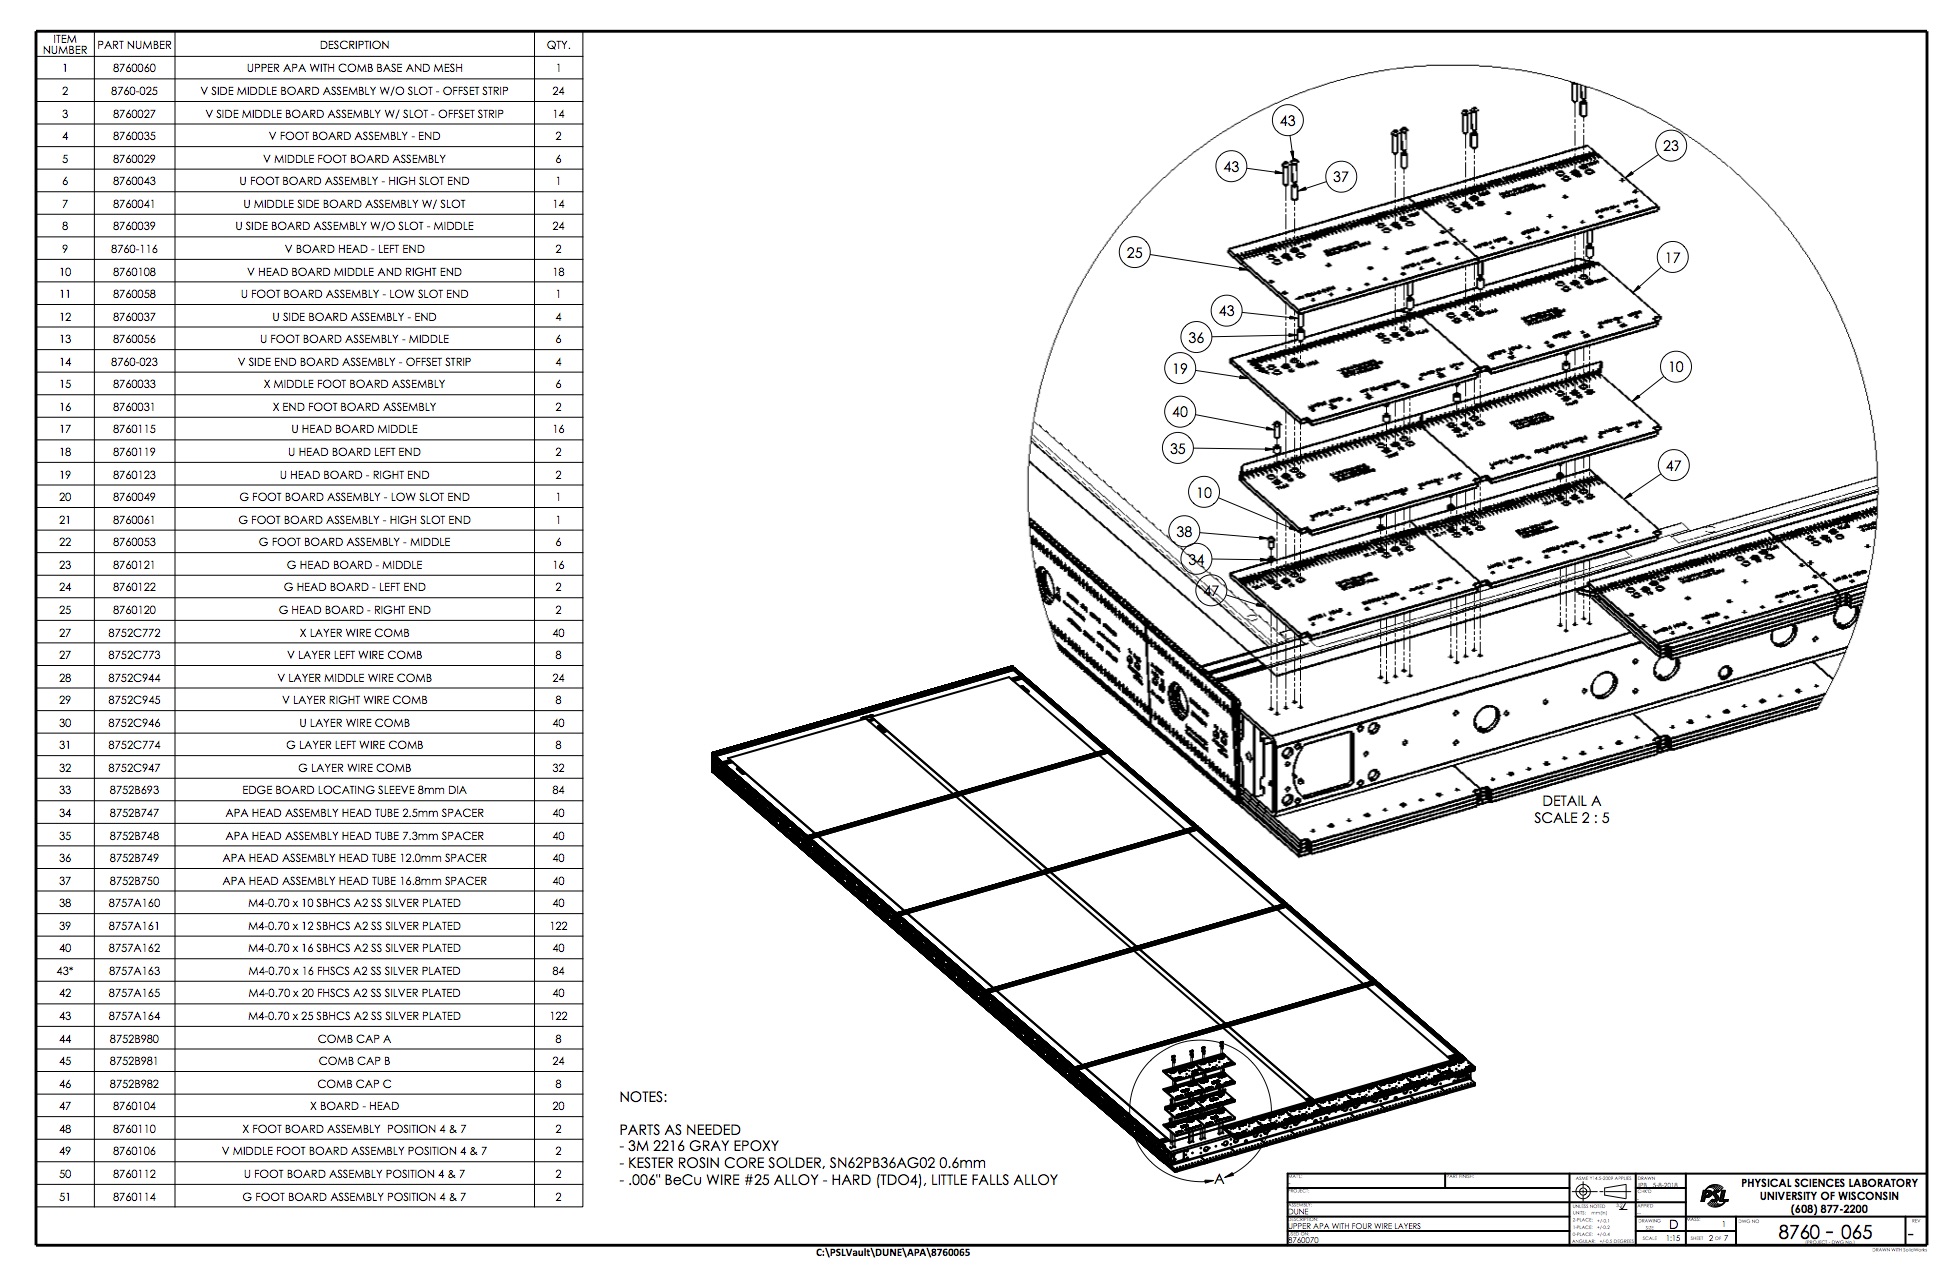 ITEM NUMBER PART NUMBER DESCRIPTION QTY.
1 8760060 UPPER APA WITH COMB BASE AND MESH 1
2 8760-025 V SIDE MIDDLE BOARD ASSEMBLY W/O SLOT - OFFSET STRIP 24
3 8760027 V SIDE MIDDLE BOARD ASSEMBLY W/ SLOT - OFFSET STRIP 14
4 8760035 V FOOT BOARD ASSEMBLY - END 2
5 8760029 V MIDDLE FOOT BOARD ASSEMBLY 6
6 8760043 U FOOT BOARD ASSEMBLY - HIGH SLOT END 1
7 8760041 U MIDDLE SIDE BOARD ASSEMBLY W/ SLOT 14
8 8760039 U SIDE BOARD ASSEMBLY W/O SLOT - MIDDLE 24
9 8760-116 V BOARD HEAD - LEFT END 2
10 8760108 V HEAD BOARD MIDDLE AND RIGHT END 18
11 8760058 U FOOT BOARD ASSEMBLY - LOW SLOT END 1
12 8760037 U SIDE BOARD ASSEMBLY - END 4
13 8760056 U FOOT BOARD ASSEMBLY - MIDDLE 6
14 8760-023 V SIDE END BOARD ASSEMBLY - OFFSET STRIP 4
15 8760033 X MIDDLE FOOT BOARD ASSEMBLY 6
16 8760031 X END FOOT BOARD ASSEMBLY 2
17 8760115 U HEAD BOARD MIDDLE 16
18 8760119 U HEAD BOARD LEFT END 2
19 8760123 U HEAD BOARD - RIGHT END 2
20 8760049 G FOOT BOARD ASSEMBLY - LOW SLOT END 1
21 8760061 G FOOT BOARD ASSEMBLY - HIGH SLOT END 1
22 8760053 G FOOT BOARD ASSEMBLY - MIDDLE 6
23 8760121 G HEAD BOARD - MIDDLE 16
24 8760122 G HEAD BOARD - LEFT END 2
25 8760120 G HEAD BOARD - RIGHT END 2
27 8752C772 X LAYER WIRE COMB 40
27 8752C773 V LAYER LEFT WIRE COMB 8
28 8752C944 V LAYER MIDDLE WIRE COMB 24
29 8752C945 V LAYER RIGHT WIRE COMB 8
30 8752C946 U LAYER WIRE COMB 40
31 8752C774 G LAYER LEFT WIRE COMB 8
32 8752C947 G LAYER WIRE COMB 32
33 8752B693 EDGE BOARD LOCATING SLEEVE 8mm DIA 84
34 8752B747 APA HEAD ASSEMBLY HEAD TUBE 2.5mm SPACER 40
35 8752B748 APA HEAD ASSEMBLY HEAD TUBE 7.3mm SPACER 40
36 8752B749 APA HEAD ASSEMBLY HEAD TUBE 12.0mm SPACER 40
37 8752B750 APA HEAD ASSEMBLY HEAD TUBE 16.8mm SPACER 40
38 8757A160 M4-0.70 x 10 SBHCS A2 SS SILVER PLATED 40
39 8757A161 M4-0.70 x 12 SBHCS A2 SS SILVER PLATED 122
40 8757A162 M4-0.70 x 16 SBHCS A2 SS SILVER PLATED 40
43* 8757A163 M4-0.70 x 16 FHSCS A2 SS SILVER PLATED 84
42 8757A165 M4-0.70 x 20 FHSCS A2 SS SILVER PLATED 40
43 8757A164 M4-0.70 x 25 SBHCS A2 SS SILVER PLATED 122
44 8752B980 COMB CAP A 8
45 8752B981 COMB CAP B 24
46 8752B982 COMB CAP C 8
47 8760104 X BOARD - HEAD 20
48 8760110 X FOOT BOARD ASSEMBLY POSITION 4 & 7 2
49 8760106 V MIDDLE FOOT BOARD ASSEMBLY POSITION 4 & 7 2
50 8760112 U FOOT BOARD ASSEMBLY POSITION 4 & 7 2
51 8760114 G FOOT BOARD ASSEMBLY POSITION 4 & 7 2
43
43
37
23
25
17
43
36
19
10
40
35
47
10
38
34
47
DETAIL A
SCALE 2 : 5
A
NOTES:
PARTS AS NEEDED
- 3M 2216 GRAY EPOXY
- KESTER ROSIN CORE SOLDER, SN62PB36AG02 0.6mm
- .006" BeCu WIRE #25 ALLOY - HARD (TDO4), LITTLE FALLS ALLOY
DUNE
UPPER APA WITH FOUR WIRE LAYERS
8760070
DRAWING SIZE D
SCALE 1:15 SHEET 2 OF 7
PSL
PHYSICAL SCIENCES LABORATORY
UNIVERSITY OF WISCONSIN
(608) 877-2200
DWG NO 8760 - 065 REV -
DRAWN WITH SolidWorks
C:\PSLVault\DUNE\APA\8760065